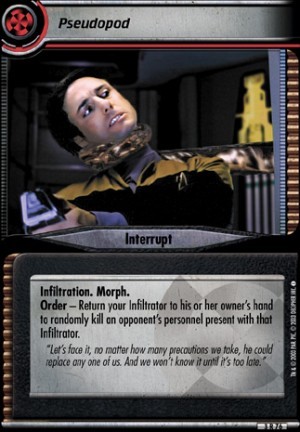 Pseudopod
Interrupt
Infiltration. Morph.
Order – Return your Infiltrator to his or her owner's hand
to randomly kill an opponent's personnel present with that
Infiltrator.
"Let's face it, no matter how many precautions we take, he could
replace any one of us. And we won't know it until it's too late."
3 R 76